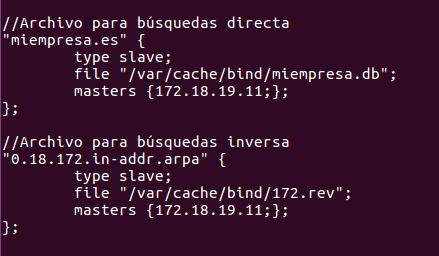 //Archivo para búsquedas directa
"miempresa.es" {
        type slave;
        file "/var/cache/bind/miempresa.db";
        masters {172.18.19.11;};
};

//Archivo para búsquedas inversa
"0.18.172.in-addr.arpa" {
        type slave;
        file "/var/cache/bind/172.rev";
        masters {172.18.19.11;};
};